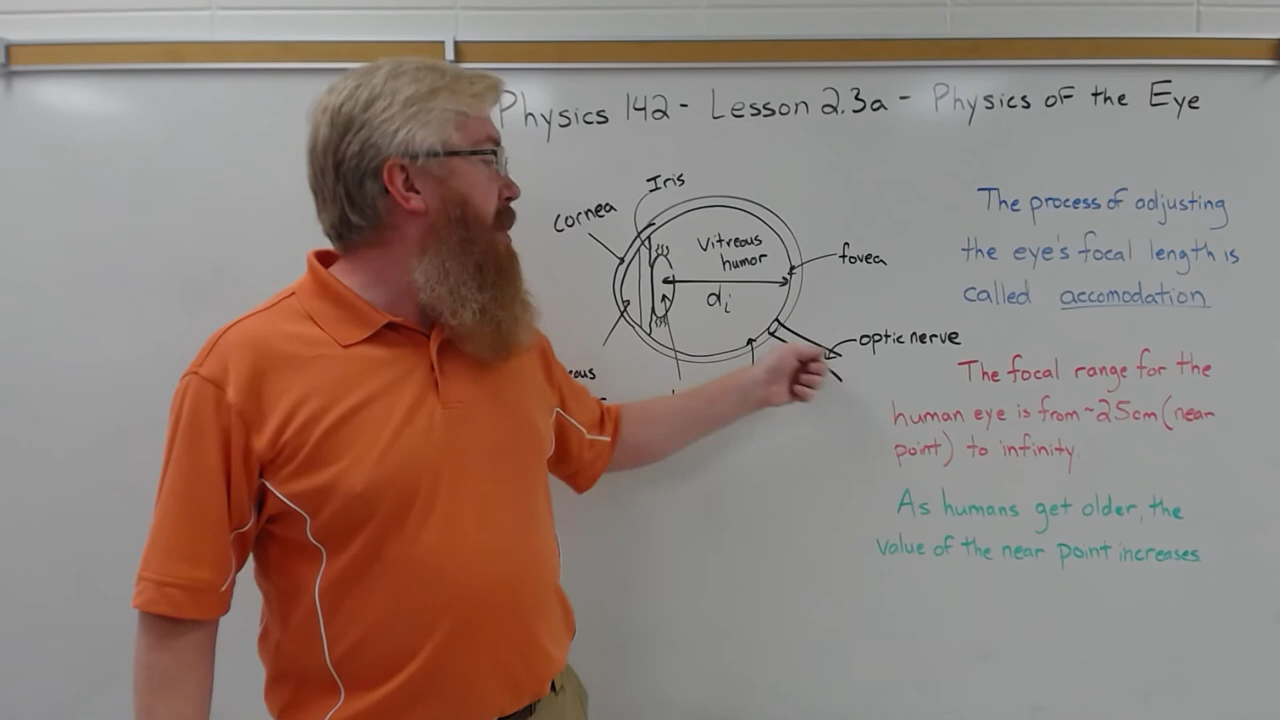 Physics 142 - Lesson 2.3a - Physics of the Eye
Iris
cornea
Vitreous
humor
fovea
di
optic nerve
The process of adjusting
the eye's focal length is
called accomodation
The focal range for the
human eye is from ~25cm (near
point) to infinity.
As humans get older, the
value of the near point increases